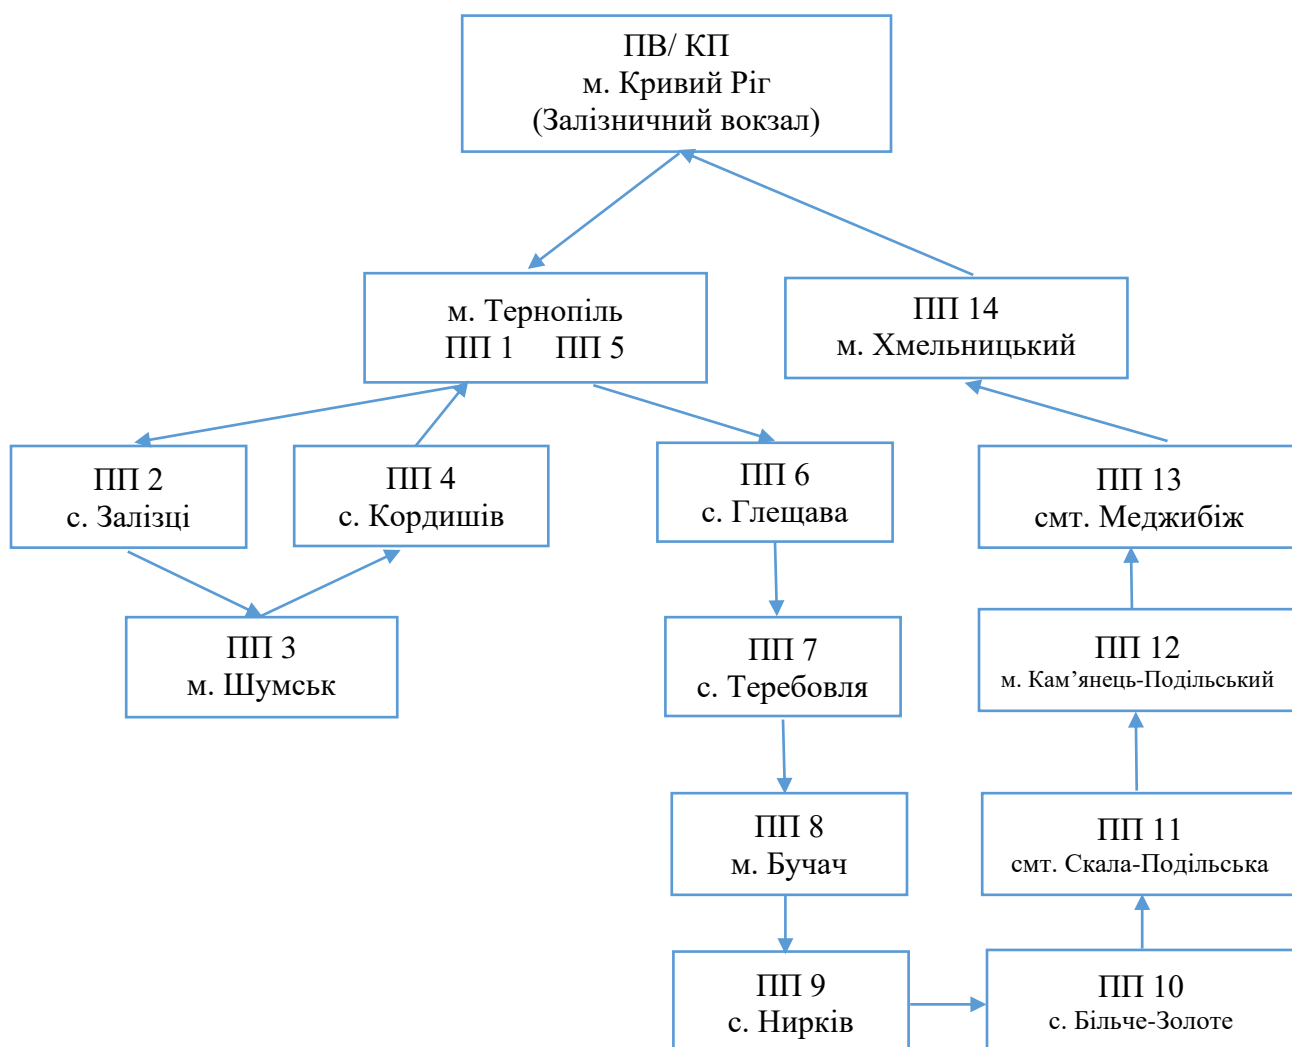 ПВ/ КП
м. Кривий Ріг
(Залізничний вокзал)
м. Тернопіль
ПП 1 ПП 5
ПП 14
м. Хмельницький
ПП 2
с. Залізці
ПП 4
с. Кордишів
ПП 6
с. Глещава
ПП 13
смт. Меджибіж
ПП 3
м. Шумськ
ПП 7
с. Теребовля
ПП 12
м. Кам’янець-Подільський
ПП 8
м. Бучач
ПП 11
смт. Скала-Подільська
ПП 9
с. Нирків
ПП 10
с. Більче-Золоте